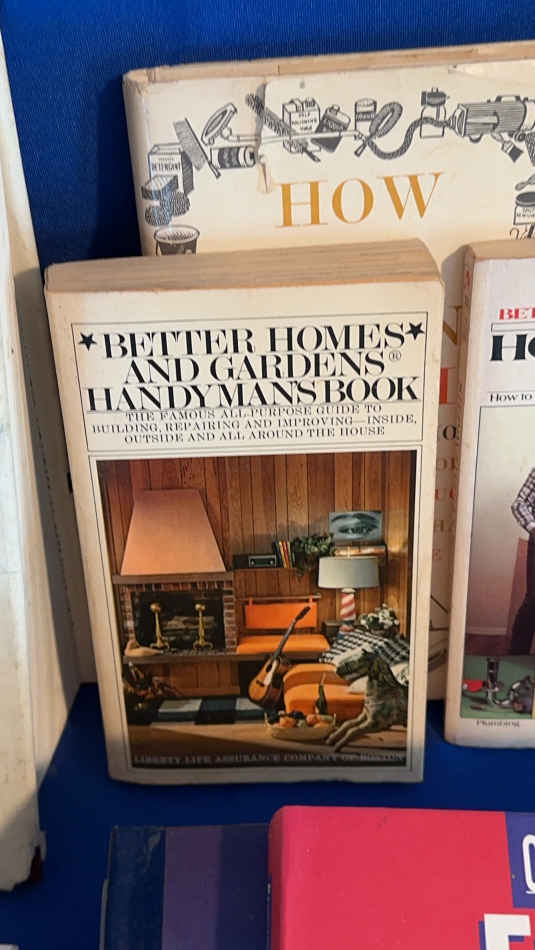 HOW
★BETTER HOMES★
AND GARDENS®
HANDYMAN'S BOOK
THE FAMOUS ALL-PURPOSE GUIDE TO
BUILDING, REPAIRING AND IMPROVING—INSIDE,
OUTSIDE AND ALL AROUND THE HOUSE
LIBERTY LIFE ASSURANCE COMPANY OF BOSTON
DETERGENT
BET
HO
How to
Plumbing